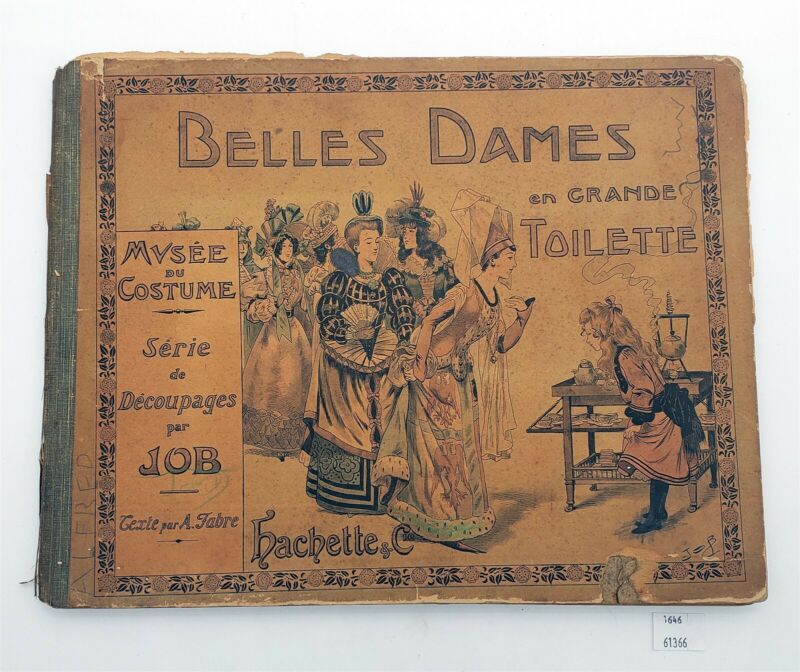 BELLES DAMES
en GRANDE
TOILETTE
MVSÉE
DU
COSTUME
Série
de
Découpages
par
JOB
Texte par A. Fabre
Hachette & Cie
J-B
ALFRED
1646
61366